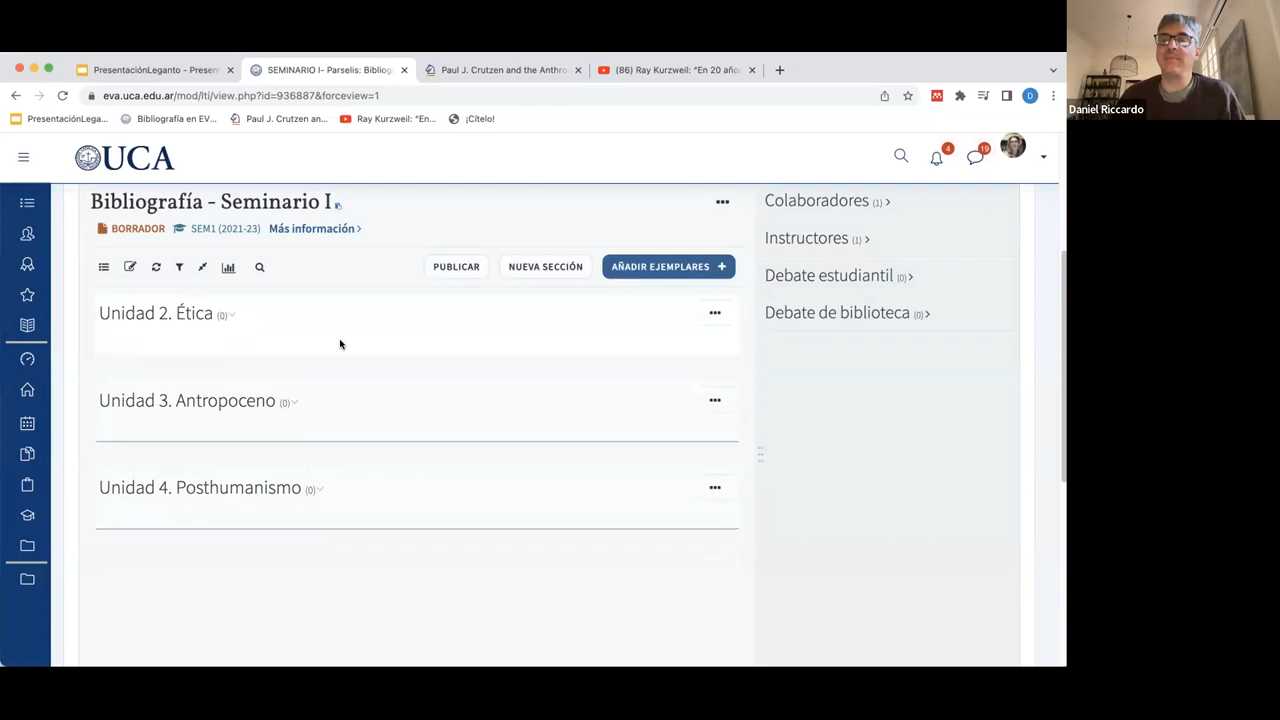 PresentaciónLeganto - Presen
SEMINARIO I- Parselis: Bibliog
Paul J. Crutzen and the Anthro
(86) Ray Kurzweil: "En 20 año
eva.uca.edu.ar/mod/lti/view.php?id=936887&forceview=1
PresentaciónLega...
Bibliografía en EV...
Paul J. Crutzen an...
Ray Kurzweil: "En...
¡Cítelo!
Daniel Riccardo
UCA
4
19
Bibliografía - Seminario I
BORRADOR
SEM1 (2021-23)
Más información
PUBLICAR
NUEVA SECCIÓN
AÑADIR EJEMPLARES +
Unidad 2. Ética (0)
Unidad 3. Antropoceno (0)
Unidad 4. Posthumanismo (0)
Colaboradores (1)
Instructores (1)
Debate estudiantil (0)
Debate de biblioteca (0)